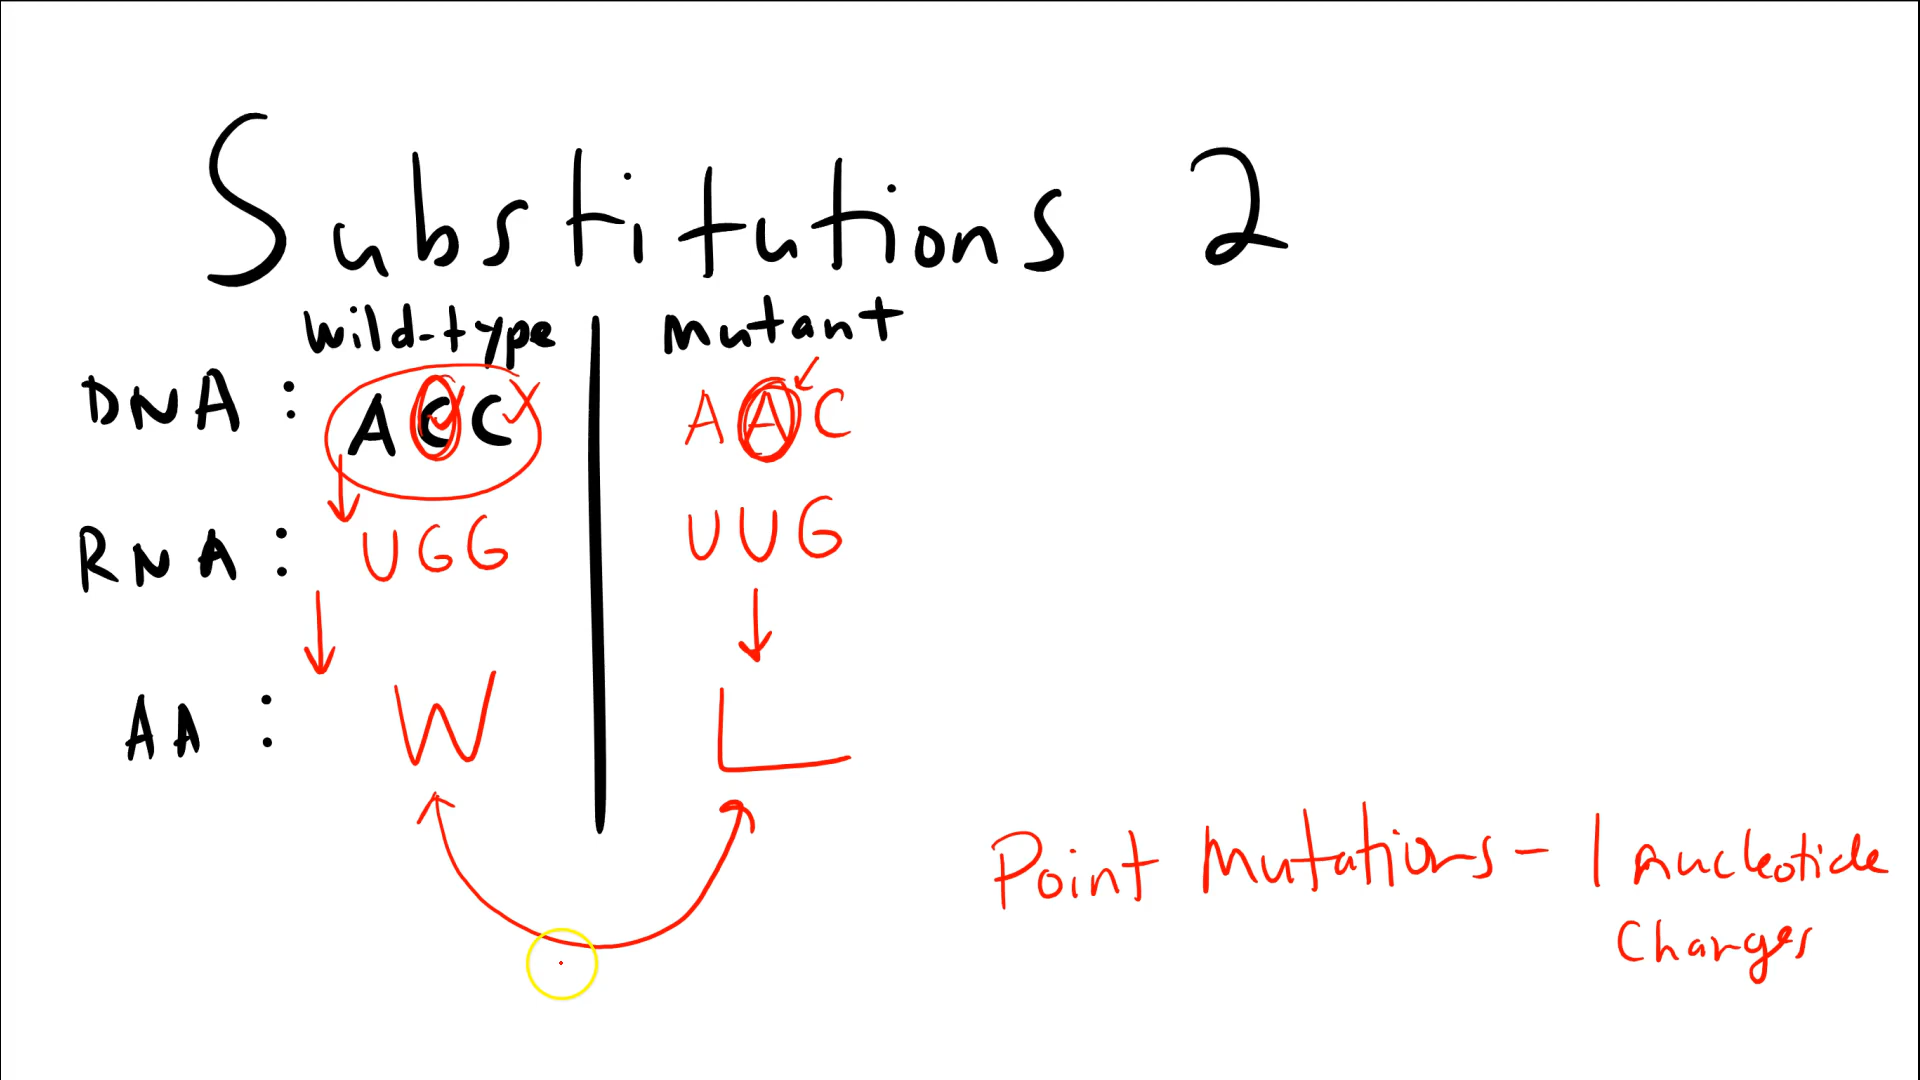 Substitutions 2
Wild-type mutant
DNA: ACC AAC
RNA: UGG UUG
AA: W L
Point Mutations - 1 nucleotide
Changes